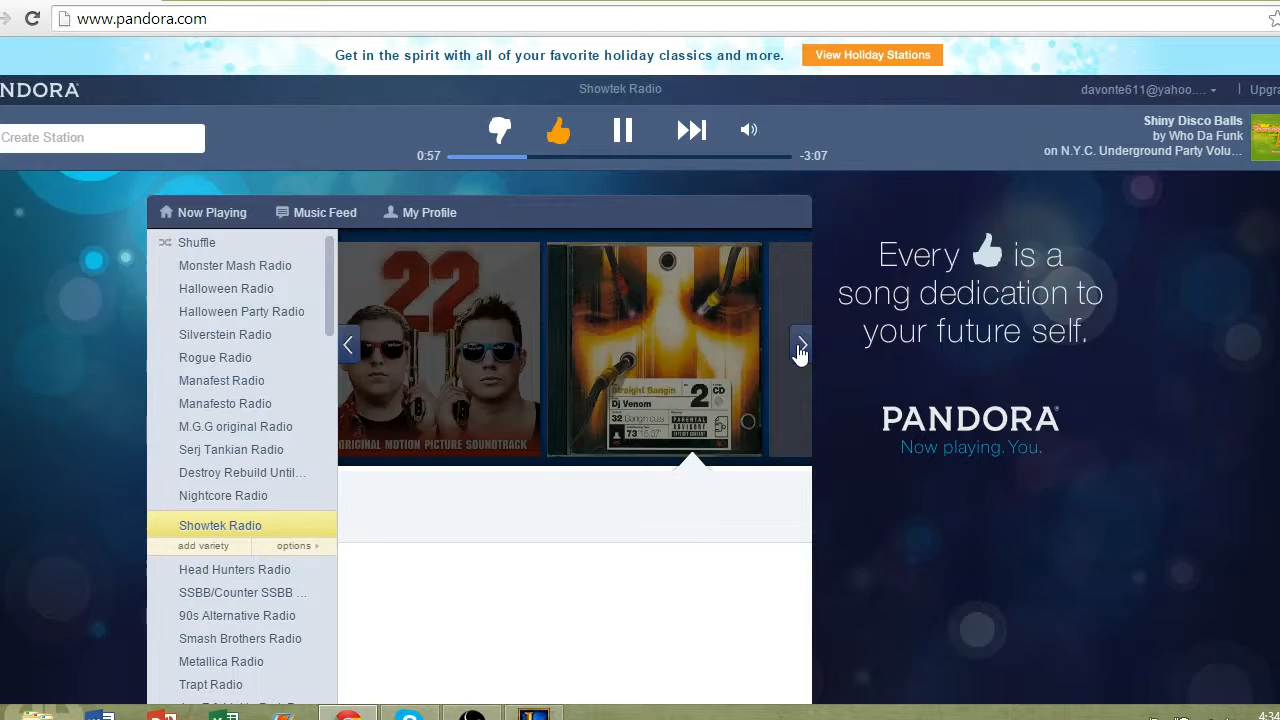 www.pandora.com
Get in the spirit with all of your favorite holiday classics and more.
View Holiday Stations
NDORA
Showtek Radio
davonte611@yahoo....
Upgra
Create Station
0:57
-3:07
Shiny Disco Balls
by Who Da Funk
on N.Y.C. Underground Party Volu...
Now Playing
Music Feed
My Profile
Shuffle
Monster Mash Radio
Halloween Radio
Halloween Party Radio
Silverstein Radio
Rogue Radio
Manafest Radio
Manafesto Radio
M.G.G original Radio
Serj Tankian Radio
Destroy Rebuild Until...
Nightcore Radio
Showtek Radio
add variety
options
Head Hunters Radio
SSBB/Counter SSBB ...
90s Alternative Radio
Smash Brothers Radio
Metallica Radio
Trapt Radio
22
ORIGINAL MOTION PICTURE SOUNDTRACK
Straight Bangin
2 CD
Dj Venom
PARENTAL
ADVISORY
Every is a
song dedication to
your future self.
PANDORA
Now playing. You.